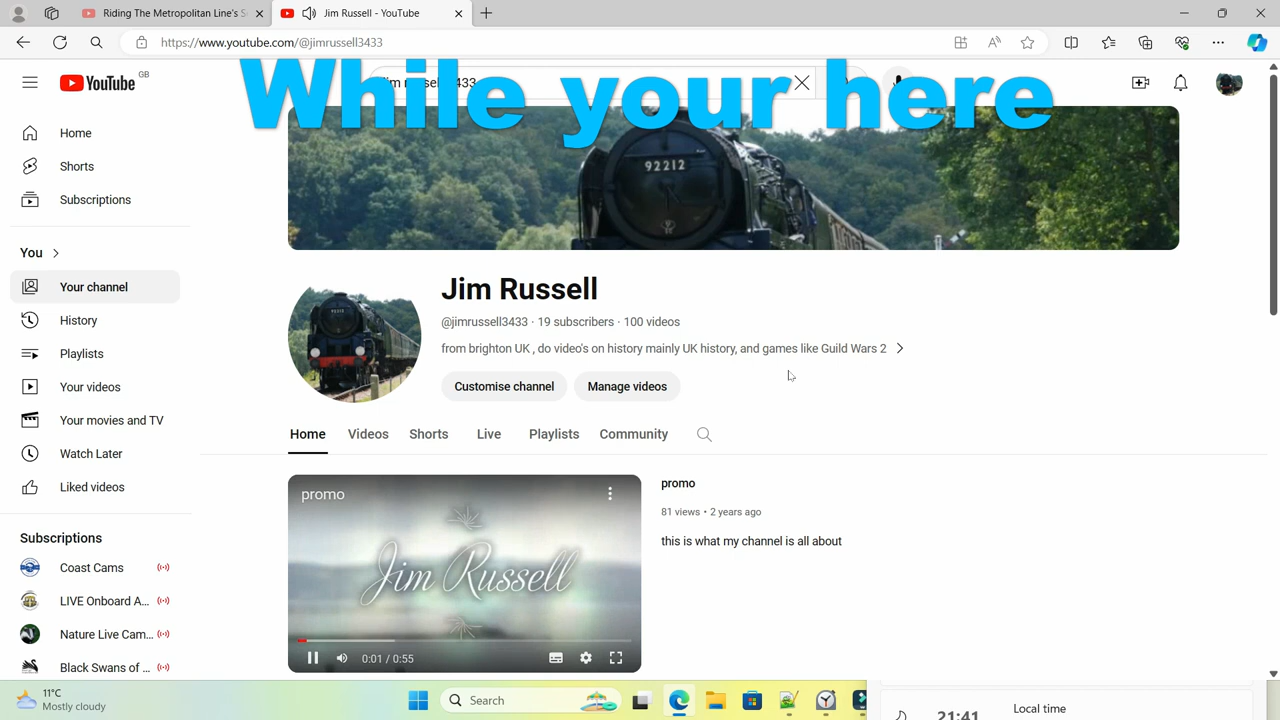 Riding The Metropolitan Line's S
Jim Russell - YouTube
https://www.youtube.com/@jimrussell3433
YouTube GB
While your here
Home
Shorts
Subscriptions
You
Your channel
History
Playlists
Your videos
Your movies and TV
Watch Later
Liked videos
Subscriptions
Coast Cams
LIVE Onboard A...
Nature Live Cam...
Black Swans of ...
92212
Jim Russell
@jimrussell3433 · 19 subscribers · 100 videos
from brighton UK , do video's on history mainly UK history, and games like Guild Wars 2
Customise channel
Manage videos
Home Videos Shorts Live Playlists Community
promo
Jim Russell
0:01 / 0:55
promo
81 views • 2 years ago
this is what my channel is all about
11°C
Mostly cloudy
Search
21:41
Local time